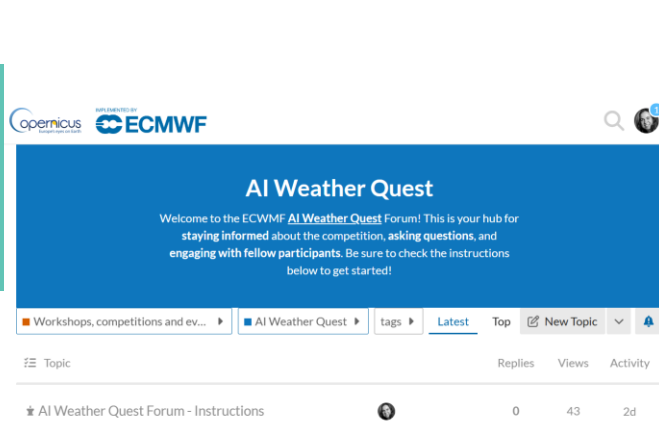 opernicus
Europe's eyes on Earth
IMPLEMENTED BY
ECMWF
1
AI Weather Quest
Welcome to the ECWMF AI Weather Quest Forum! This is your hub for
staying informed about the competition, asking questions, and
engaging with fellow participants. Be sure to check the instructions
below to get started!
Workshops, competitions and ev... AI Weather Quest tags Latest Top New Topic
Topic Replies Views Activity
AI Weather Quest Forum - Instructions 0 43 2d